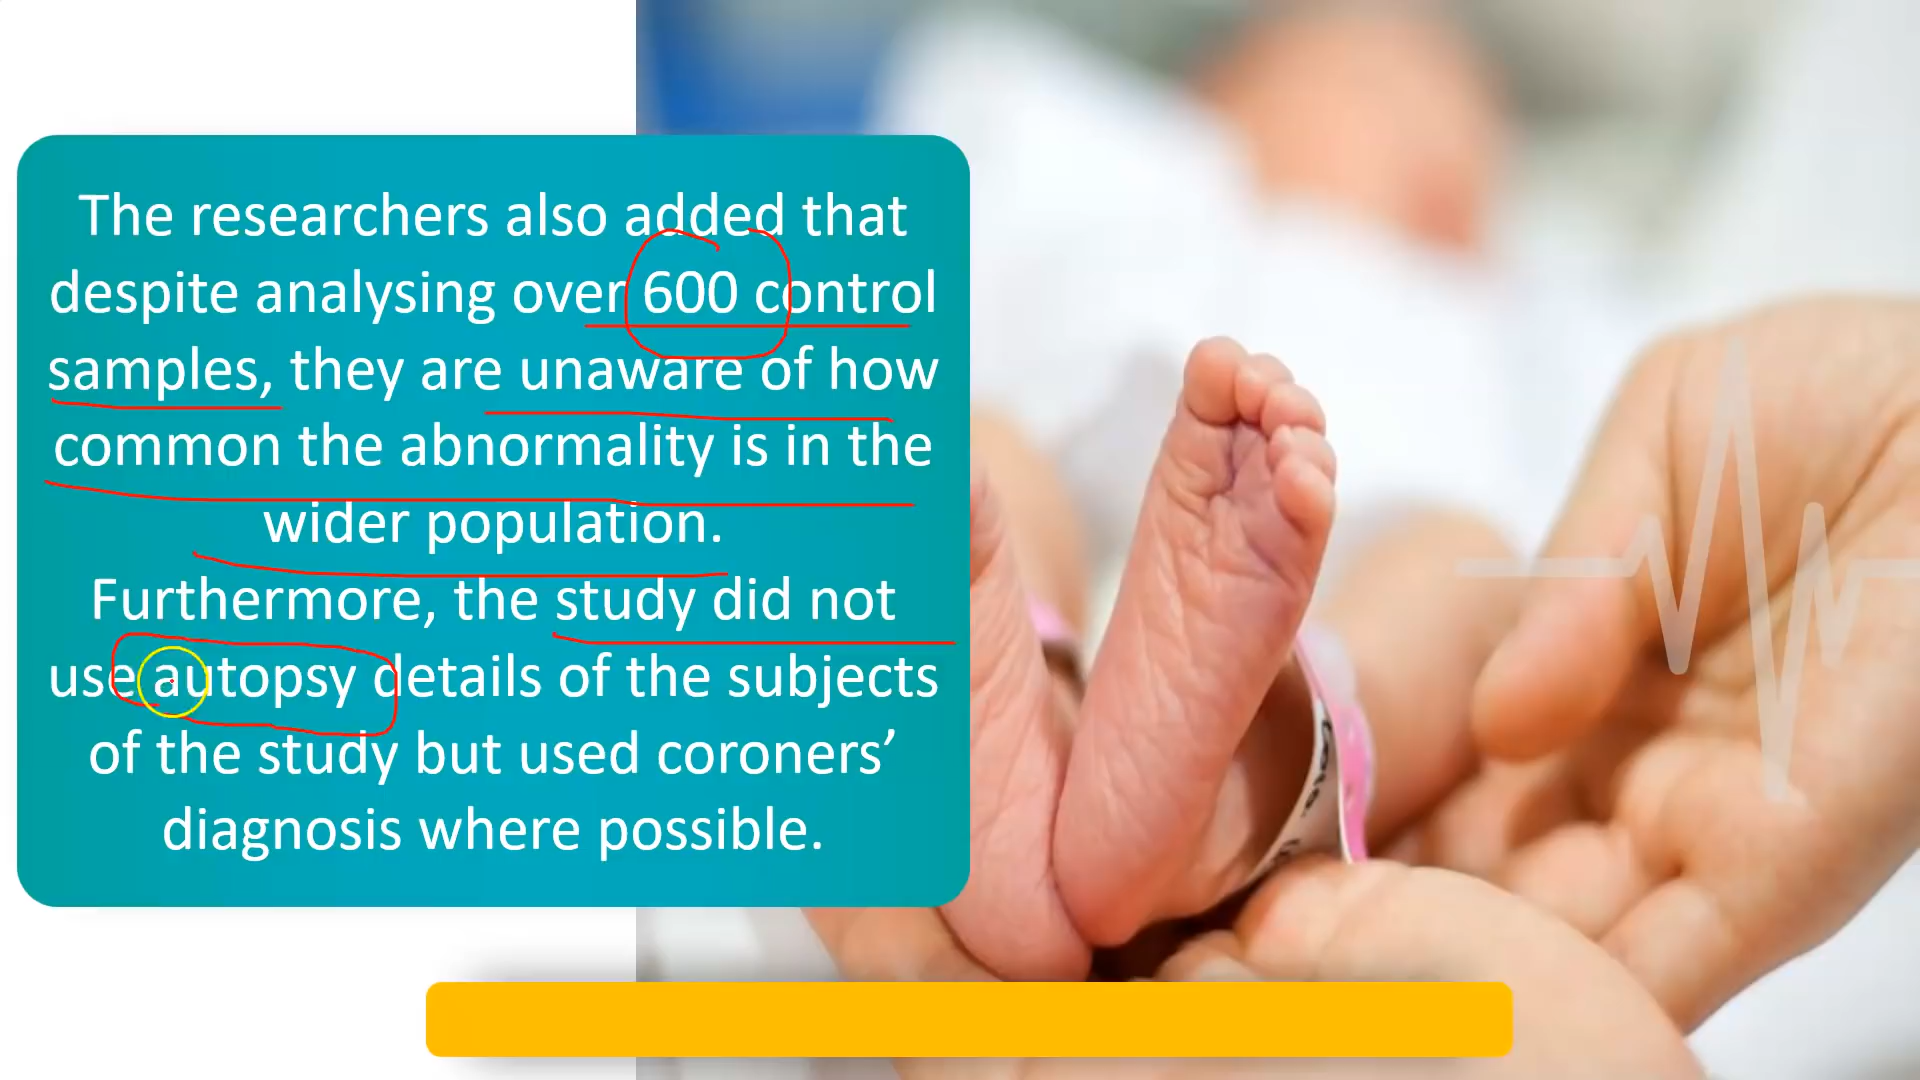 The researchers also added that
despite analysing over 600 control
samples, they are unaware of how
common the abnormality is in the
wider population.
Furthermore, the study did not
use autopsy details of the subjects
of the study but used coroners’
diagnosis where possible.